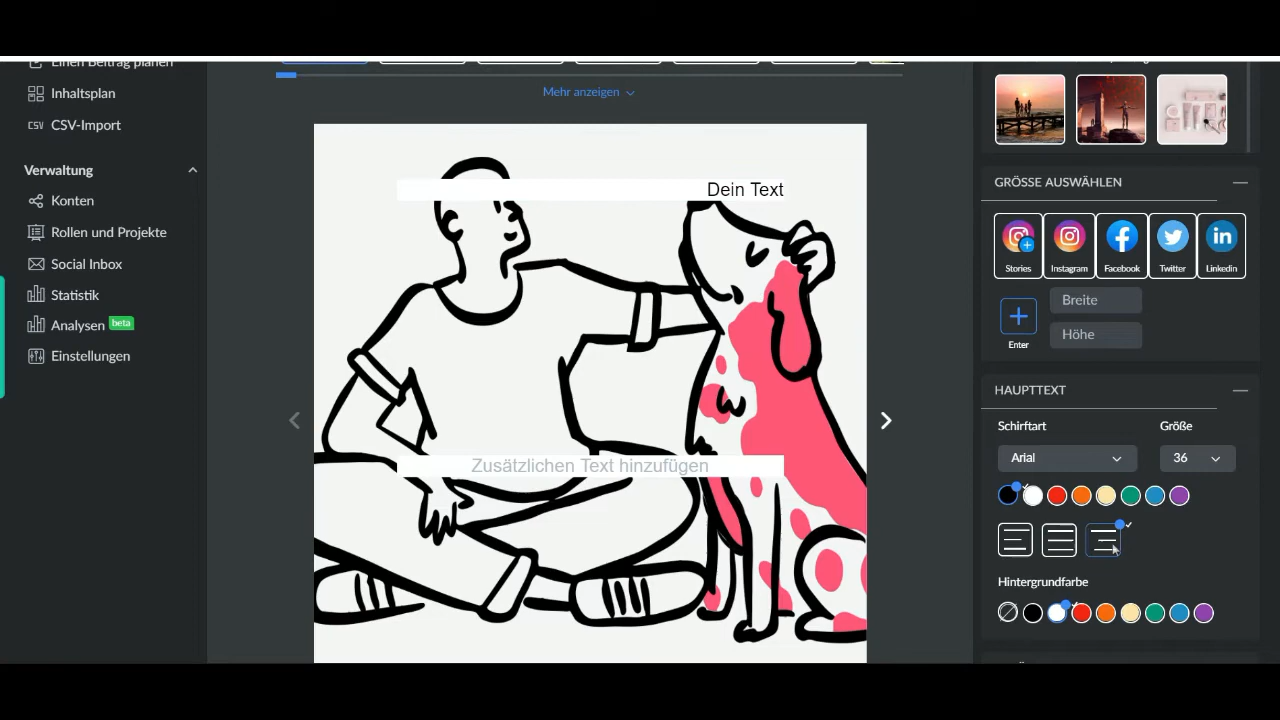 Einen Beitrag planen
Inhaltsplan
CSV CSV-Import
Verwaltung
Konten
Rollen und Projekte
Social Inbox
Statistik
Analysen beta
Einstellungen
Mehr anzeigen
Dein Text
Zusätzlichen Text hinzufügen
GRÖSSE AUSWÄHLEN
Stories
Instagram
Facebook
Twitter
Linkedin
in
Breite
Höhe
Enter
HAUPTTEXT
Schirftart
Größe
Arial
36
Hintergrundfarbe